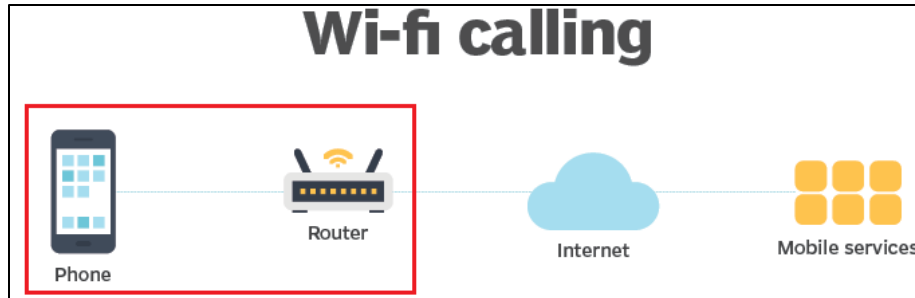 Wi-fi calling
Phone
Router
Internet
Mobile services